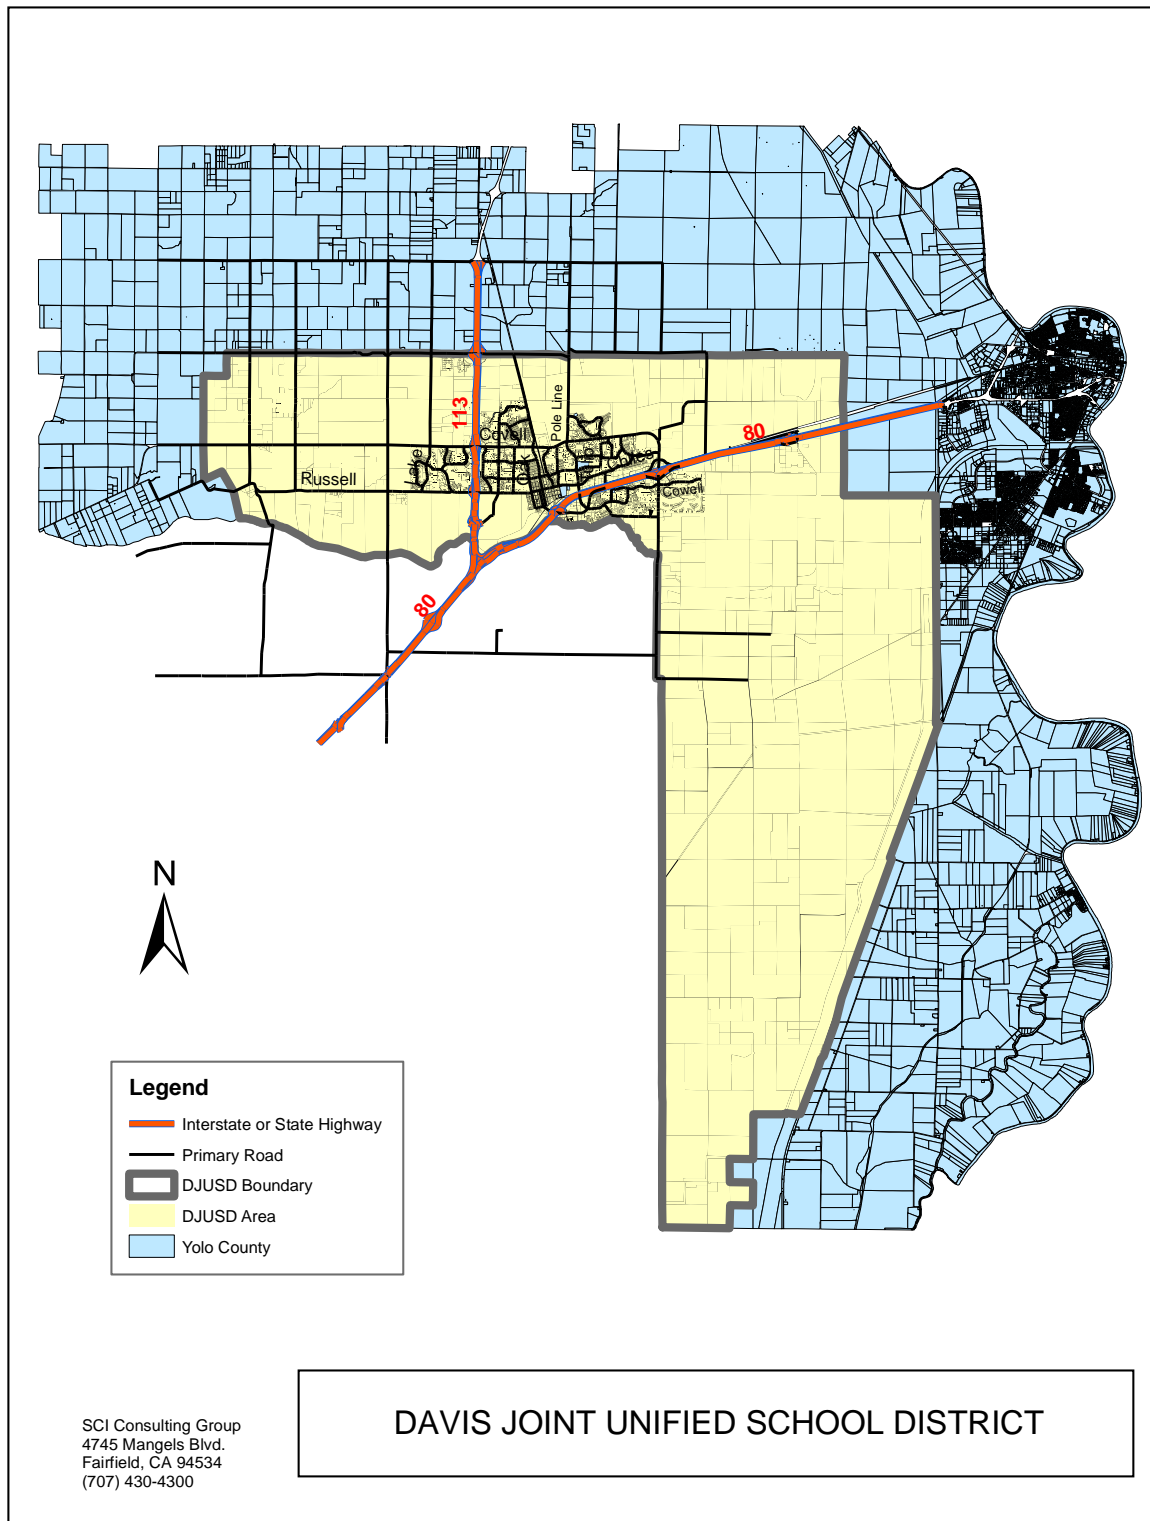 113
Pole Line
Covell
80
Lake
Russell
Cowell
80
N
Legend
Interstate or State Highway
Primary Road
DJUSD Boundary
DJUSD Area
Yolo County
DAVIS JOINT UNIFIED SCHOOL DISTRICT
SCI Consulting Group
4745 Mangels Blvd.
Fairfield, CA 94534
(707) 430-4300